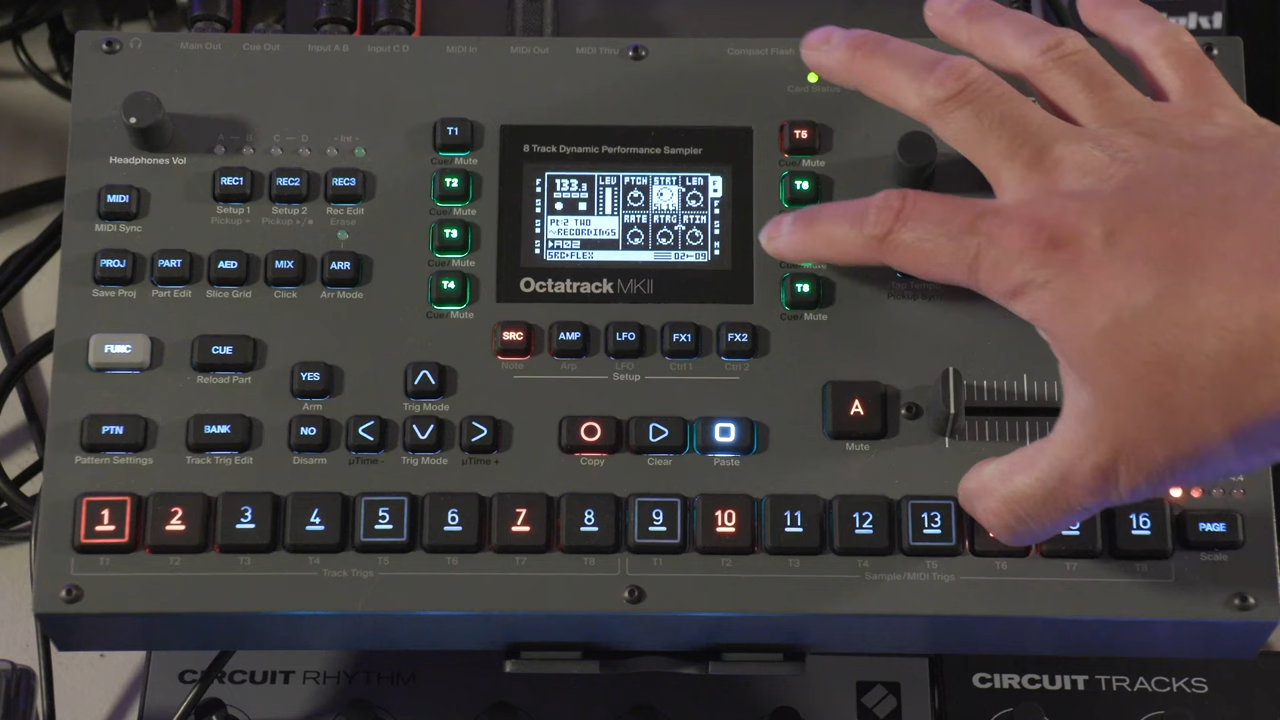 Main Out
Cue Out
Input A B
Input C D
MIDI In
MIDI Out
MIDI Thru
Compact Flash
Card Status
Headphones Vol
A
B
C
D
Int
T1
Cue/Mute
T2
Cue/Mute
T3
Cue/Mute
T4
Cue/Mute
8 Track Dynamic Performance Sampler
133.3
LEV
PTCH
STRT
LEN
RATE
RTRG
RTIM
PT:2 TWO
~RECORDINGS
A02
SRC▸FLEX
02
09
Octatrack MKII
T5
Cue/Mute
T6
Cue/Mute
T8
Cue/Mute
REC1
REC2
REC3
Setup 1
Setup 2
Rec Edit
Pickup +
Erase
MIDI
MIDI Sync
PROJ
PART
AED
MIX
ARR
Save Proj
Part Edit
Slice Grid
Click
Arr Mode
FUNC
CUE
Reload Part
SRC
AMP
LFO
FX1
FX2
Note
Arp
LFO
Ctrl 1
Ctrl 2
Setup
YES
Arm
Trig Mode
PTN
BANK
NO
Pattern Settings
Track Trig Edit
Disarm
µTime -
Trig Mode
µTime +
Copy
Clear
Paste
A
Mute
1
2
3
4
5
6
7
8
9
10
11
12
13
16
PAGE
Scale
T1
T2
T3
T4
T5
T6
T7
T8
T1
T2
T3
T4
T5
T6
T7
T8
Track Trigs
Sample/MIDI Trigs
CIRCUIT RHYTHM
CIRCUIT TRACKS